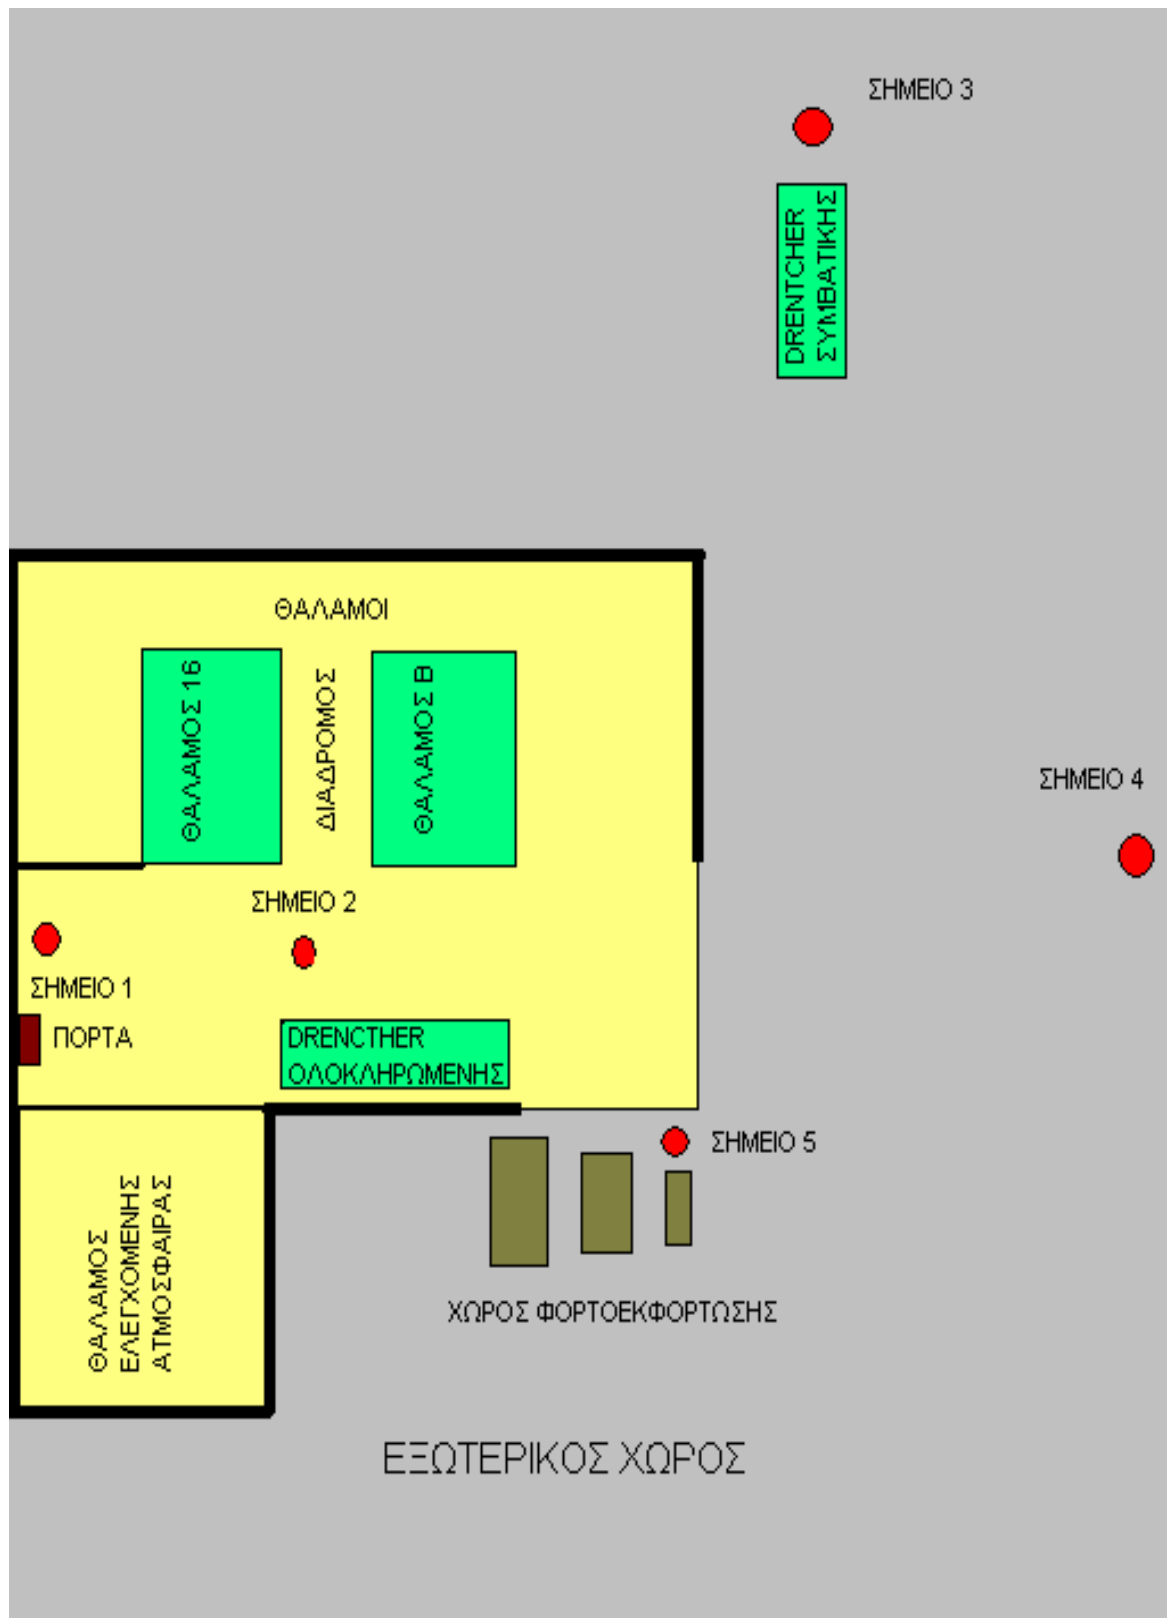 ΣΗΜΕΙΟ 3
DRENTCHER
ΣΥΜΒΑΤΙΚΗΣ
ΘΑΛΑΜΟΙ
ΘΑΛΑΜΟΣ 16
ΔΙΑΔΡΟΜΟΣ
ΘΑΛΑΜΟΣ Β
ΣΗΜΕΙΟ 4
ΣΗΜΕΙΟ 2
ΣΗΜΕΙΟ 1
ΠΟΡΤΑ
DRENCTHER
ΟΛΟΚΛΗΡΩΜΕΝΗΣ
ΣΗΜΕΙΟ 5
ΘΑΛΑΜΟΣ
ΕΛΕΓΧΟΜΕΝΗΣ
ΑΤΜΟΣΦΑΙΡΑΣ
ΧΩΡΟΣ ΦΟΡΤΟΕΚΦΟΡΤΩΣΗΣ
ΕΞΩΤΕΡΙΚΟΣ ΧΩΡΟΣ